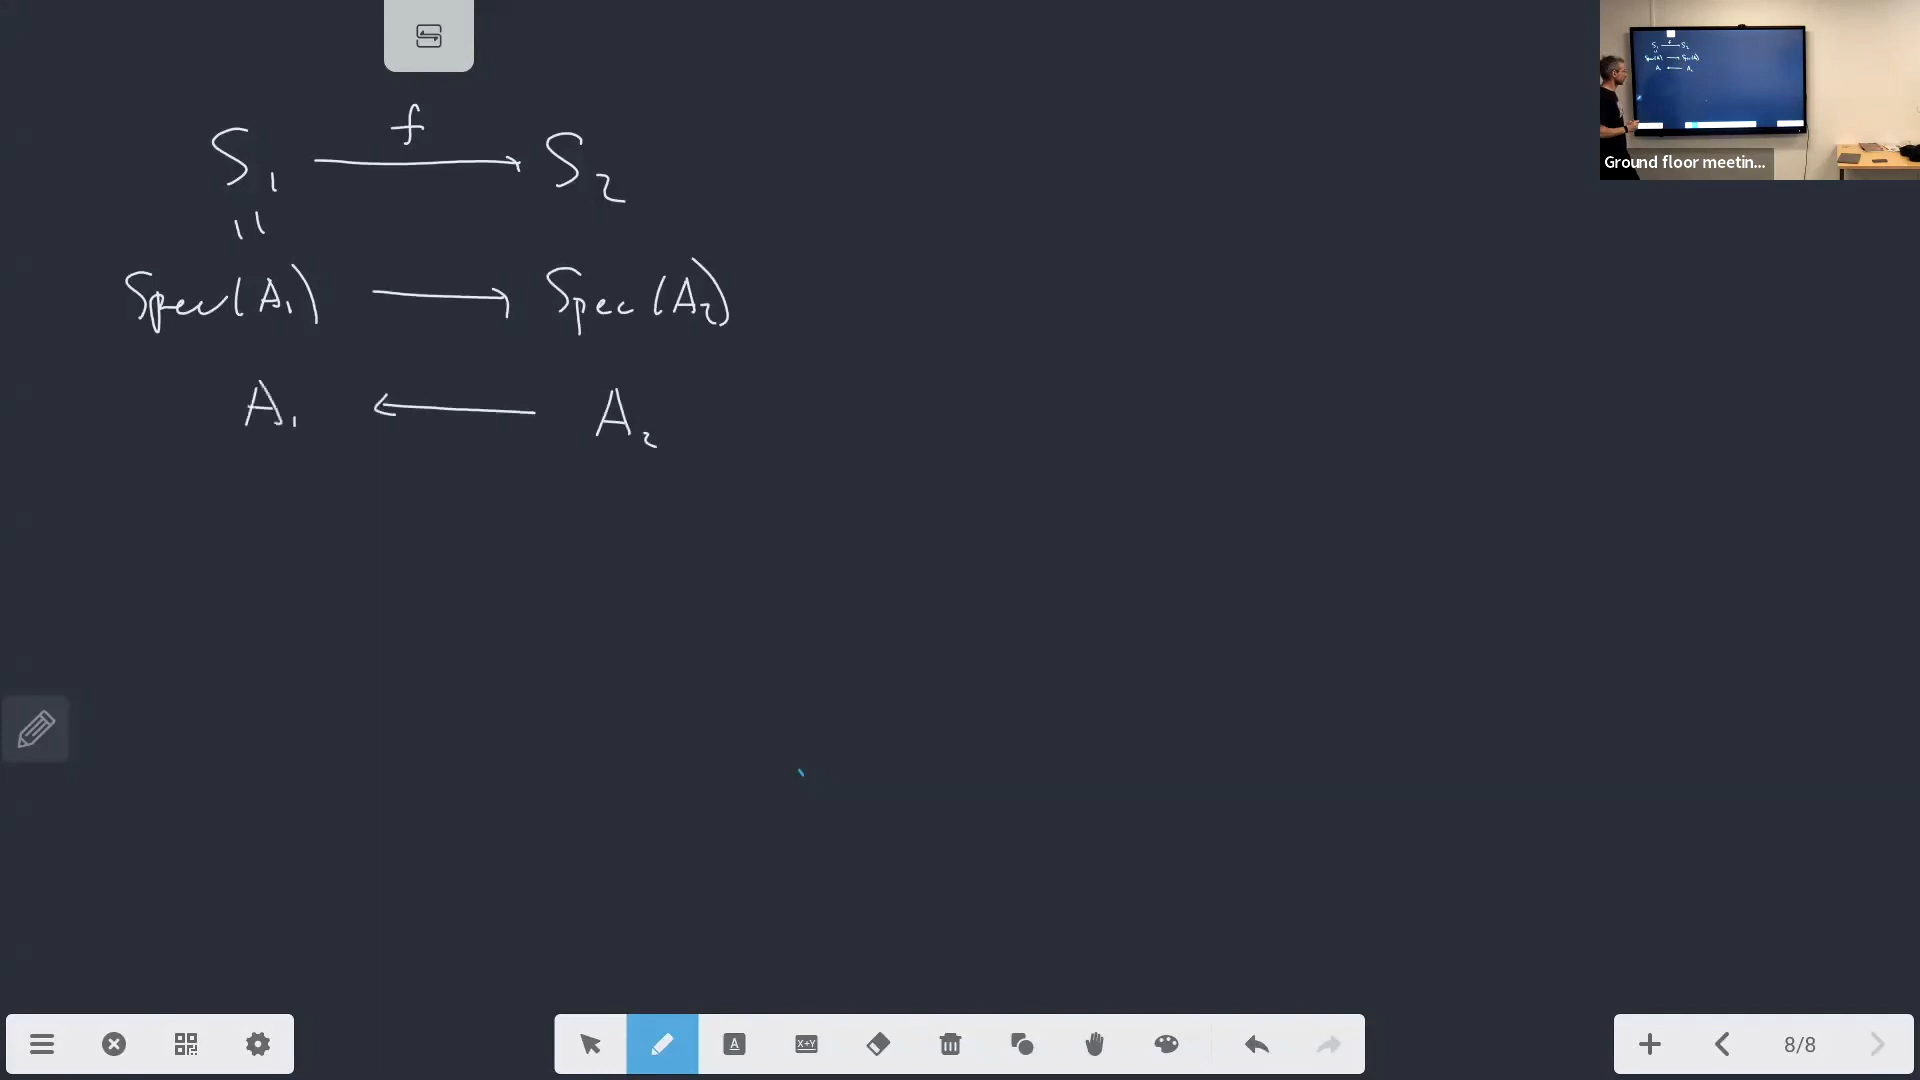 f
S₁ → S₂
"
Spec(A₁) → Spec(A₂)
A₁ ← A₂
Ground floor meetin...
A
X+Y
8/8